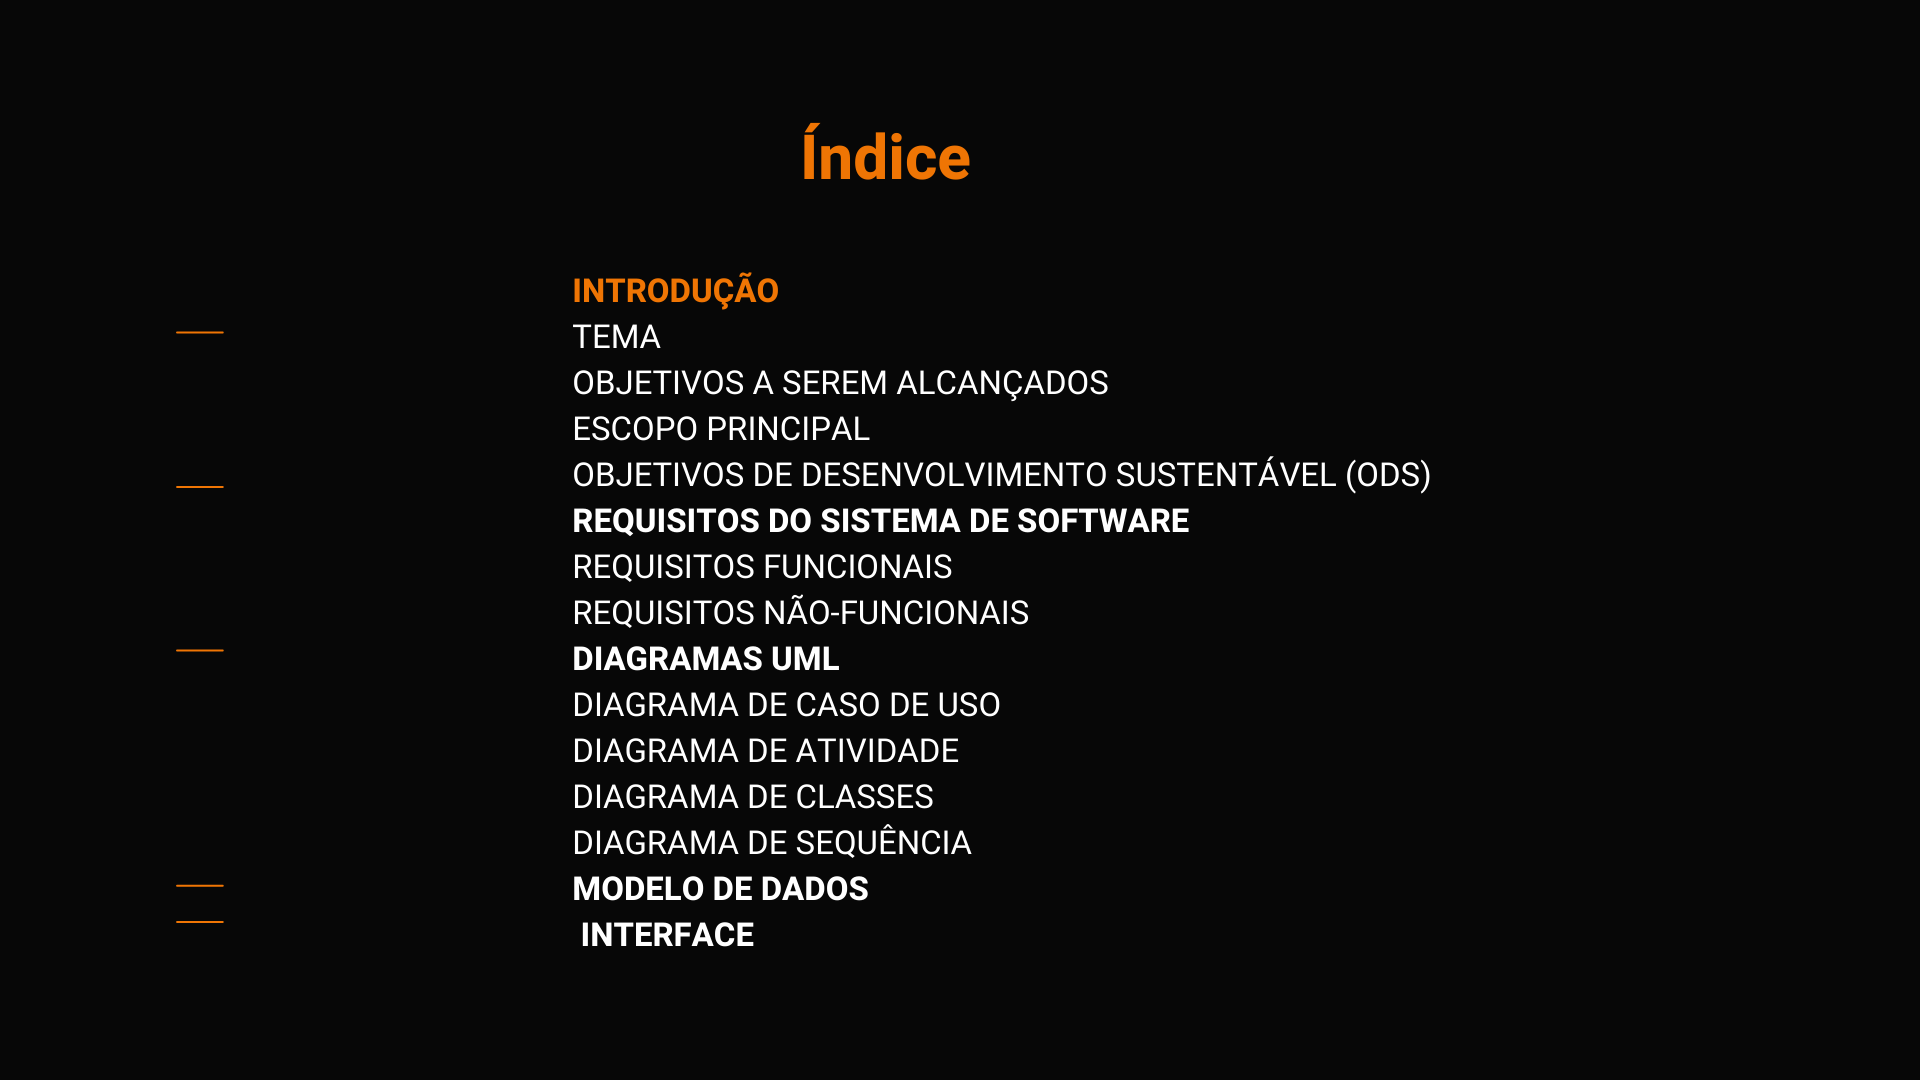 Índice
INTRODUÇÃO
TEMA
OBJETIVOS A SEREM ALCANÇADOS
ESCOPO PRINCIPAL
OBJETIVOS DE DESENVOLVIMENTO SUSTENTÁVEL (ODS)
REQUISITOS DO SISTEMA DE SOFTWARE
REQUISITOS FUNCIONAIS
REQUISITOS NÃO-FUNCIONAIS
DIAGRAMAS UML
DIAGRAMA DE CASO DE USO
DIAGRAMA DE ATIVIDADE
DIAGRAMA DE CLASSES
DIAGRAMA DE SEQUÊNCIA
MODELO DE DADOS
INTERFACE